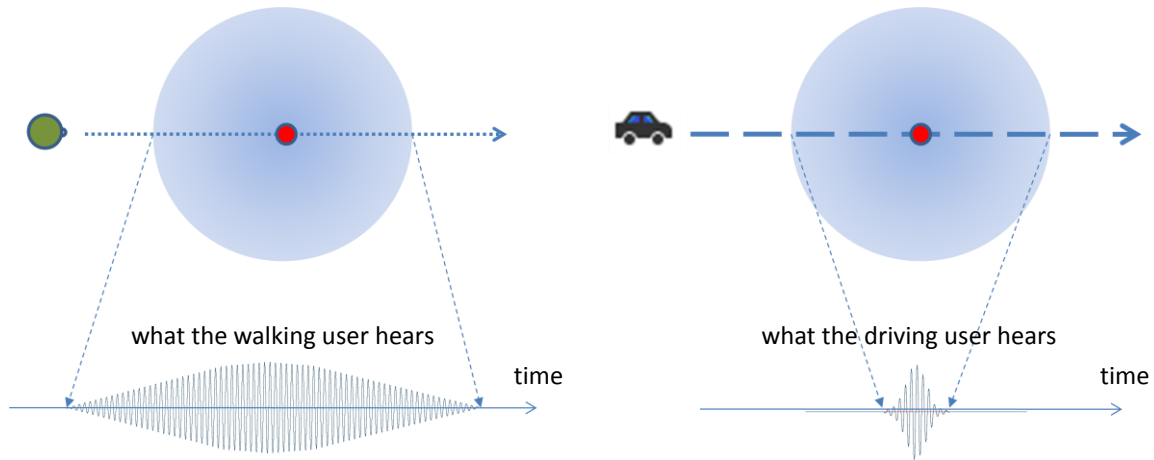 what the walking user hears
time
what the driving user hears
time